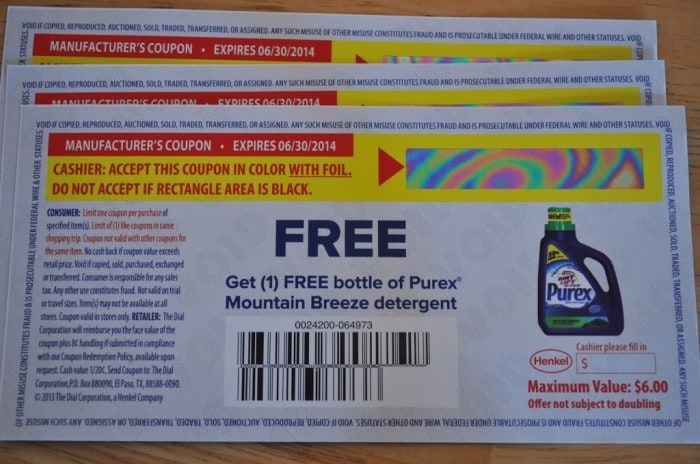 VOID IF COPIED, REPRODUCED, AUCTIONED, SOLD, TRADED, TRANSFERRED, OR ASSIGNED. ANY SUCH MISUSE CONSTITUTES FRAUD AND IS PROSECUTABLE UNDER FEDERAL WIRE AND OTHER STATUTES. VOID
MANUFACTURER'S COUPON • EXPIRES 06/30/2014
VOID IF COPIED, REPRODUCED, AUCTIONED, SOLD, TRADED, TRANSFERRED, OR ASSIGNED. ANY SUCH MISUSE OF OTHER MISUSE CONSTITUTES FRAUD AND IS PROSECUTABLE UNDER FEDERAL WIRE AND OTHER STATUTES. VOID
MANUFACTURER'S COUPON • EXPIRES 06/30/2014
VOID IF COPIED, REPRODUCED, AUCTIONED, SOLD, TRADED, TRANSFERRED, OR ASSIGNED. ANY SUCH MISUSE OF OTHER MISUSE CONSTITUTES FRAUD AND IS PROSECUTABLE UNDER FEDERAL WIRE AND OTHER STATUTES. VOID
MANUFACTURER'S COUPON • EXPIRES 06/30/2014
CASHIER: ACCEPT THIS COUPON IN COLOR WITH FOIL.
DO NOT ACCEPT IF RECTANGLE AREA IS BLACK.
CONSUMER: Limit one coupon per purchase of
specified item(s). Limit of (1) like coupons in same
shopping trip. Coupon not valid with other coupons for
the same item. No cash back if coupon value exceeds
retail price. Void if copied, sold, purchased, exchanged
or transferred. Consumer is responsible for any sales
tax. Any other use constitutes fraud. Not valid on trial
or travel sizes. Item(s) may not be available at all
stores. Coupon valid in stores only. RETAILER: The Dial
Corporation will reimburse you the face value of the
coupon plus 8¢ handling if submitted in compliance
with our Coupon Redemption Policy, available upon
request. Cash value 1/20¢. Send Coupon to: The Dial
Corporation, P.O. Box 880090, El Paso, TX, 88588-0090.
© 2013 The Dial Corporation, a Henkel Company
FREE
Get (1) FREE bottle of Purex®
Mountain Breeze detergent
0024200-064973
NEW!
DIRT
LIFT
Purex
Cashier please fill in
Henkel $
Maximum Value: $6.00
Offer not subject to doubling
OF OTHER MISUSE CONSTITUTES FRAUD & IS PROSECUTABLE UNDER FEDERAL WIRE & OTHER STATUTES.
IF COPIED, REPRODUCED, AUCTIONED, SOLD, TRADED, TRANSFERRED, OR ASSIGNED. ANY SUCH MISUSE